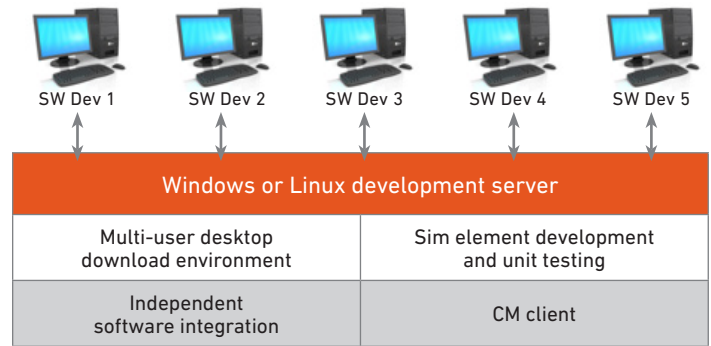 SW Dev 1
SW Dev 2
SW Dev 3
SW Dev 4
SW Dev 5
Windows or Linux development server
Multi-user desktop
download environment
Sim element development
and unit testing
Independent
software integration
CM client